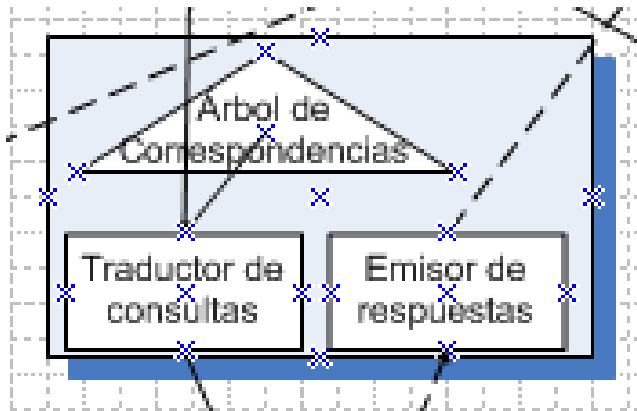 Arbol de
Correspondencias
Traductor de
consultas
Emisor de
respuestas